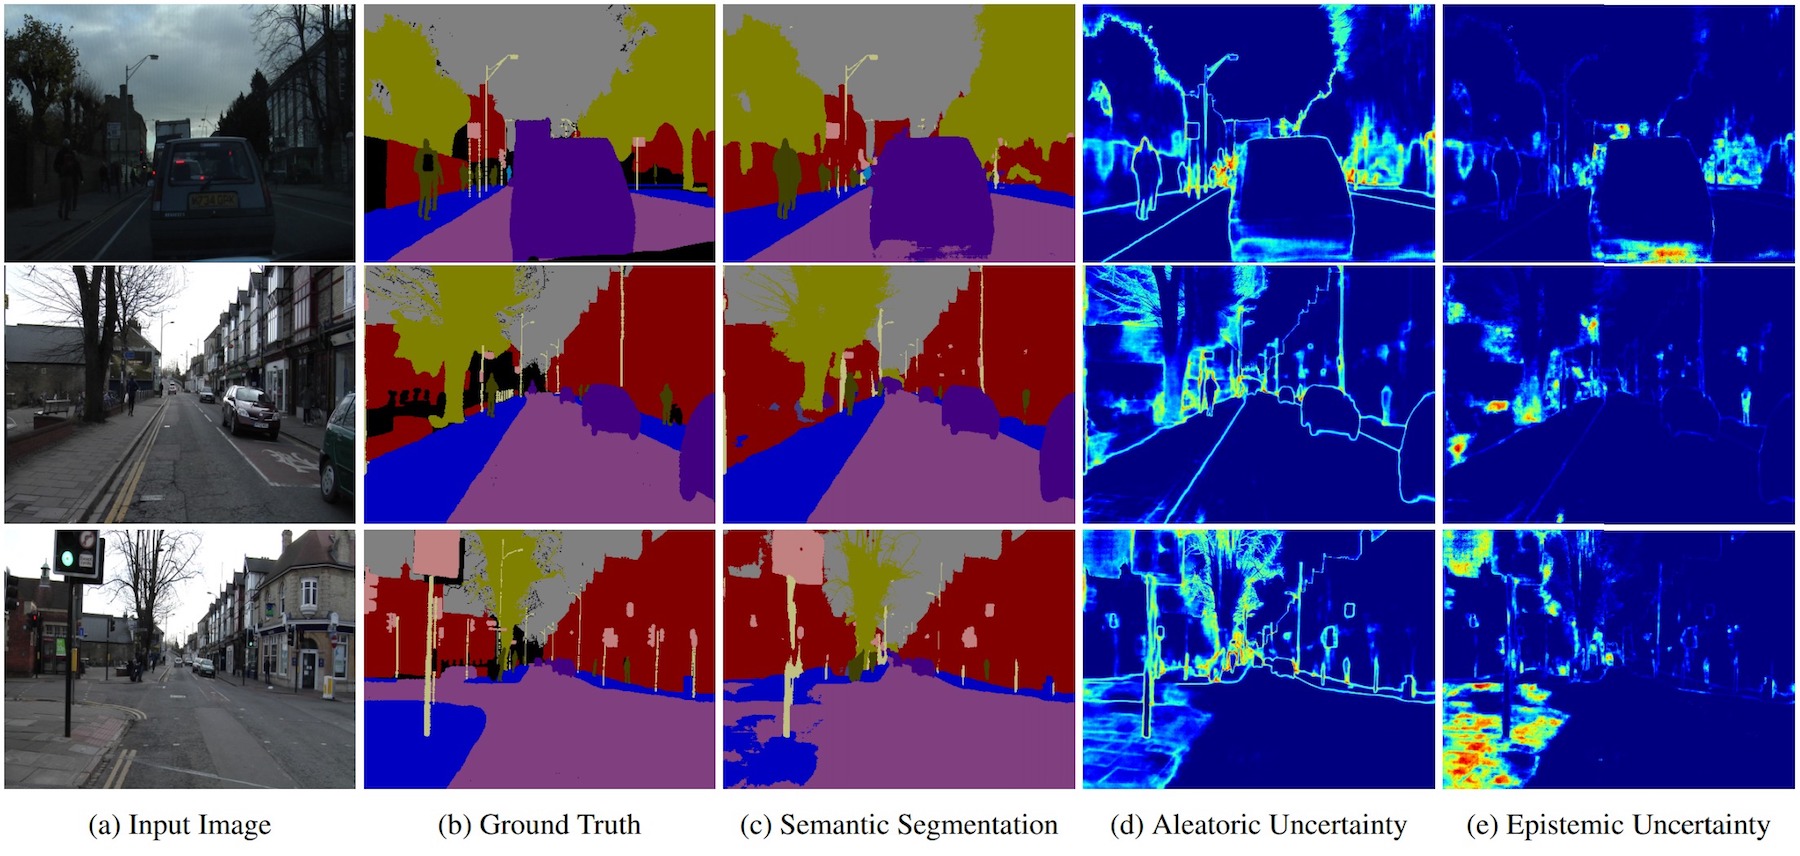 (a) Input Image
(b) Ground Truth
(c) Semantic Segmentation
(d) Aleatoric Uncertainty
(e) Epistemic Uncertainty